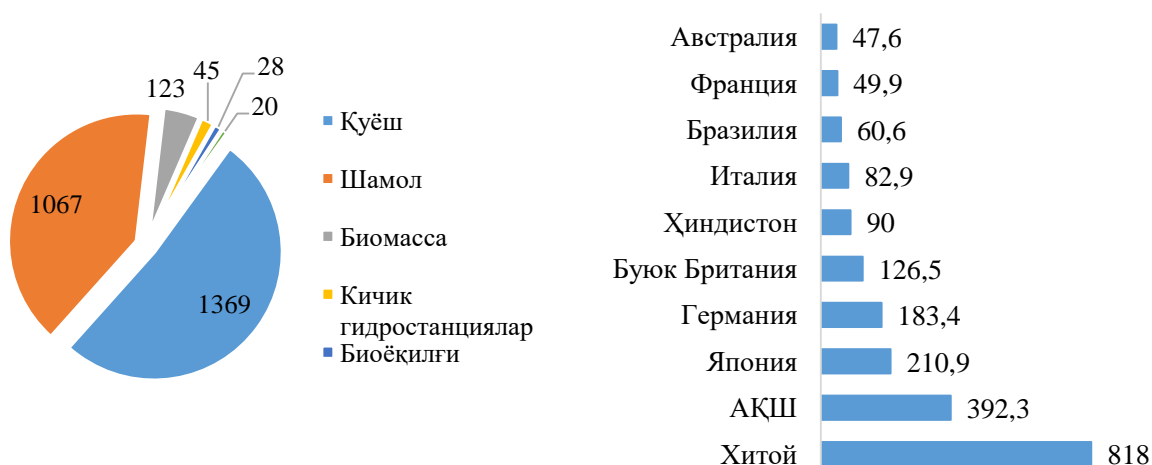 123
45
28
20
1067
1369
Қуёш
Шамол
Биомасса
Кичик
гидростанциялар
Биоёқилғи
Австралия 47,6
Франция 49,9
Бразилия 60,6
Италия 82,9
Ҳиндистон 90
Буюк Британия 126,5
Германия 183,4
Япония 210,9
АҚШ 392,3
Хитой 818